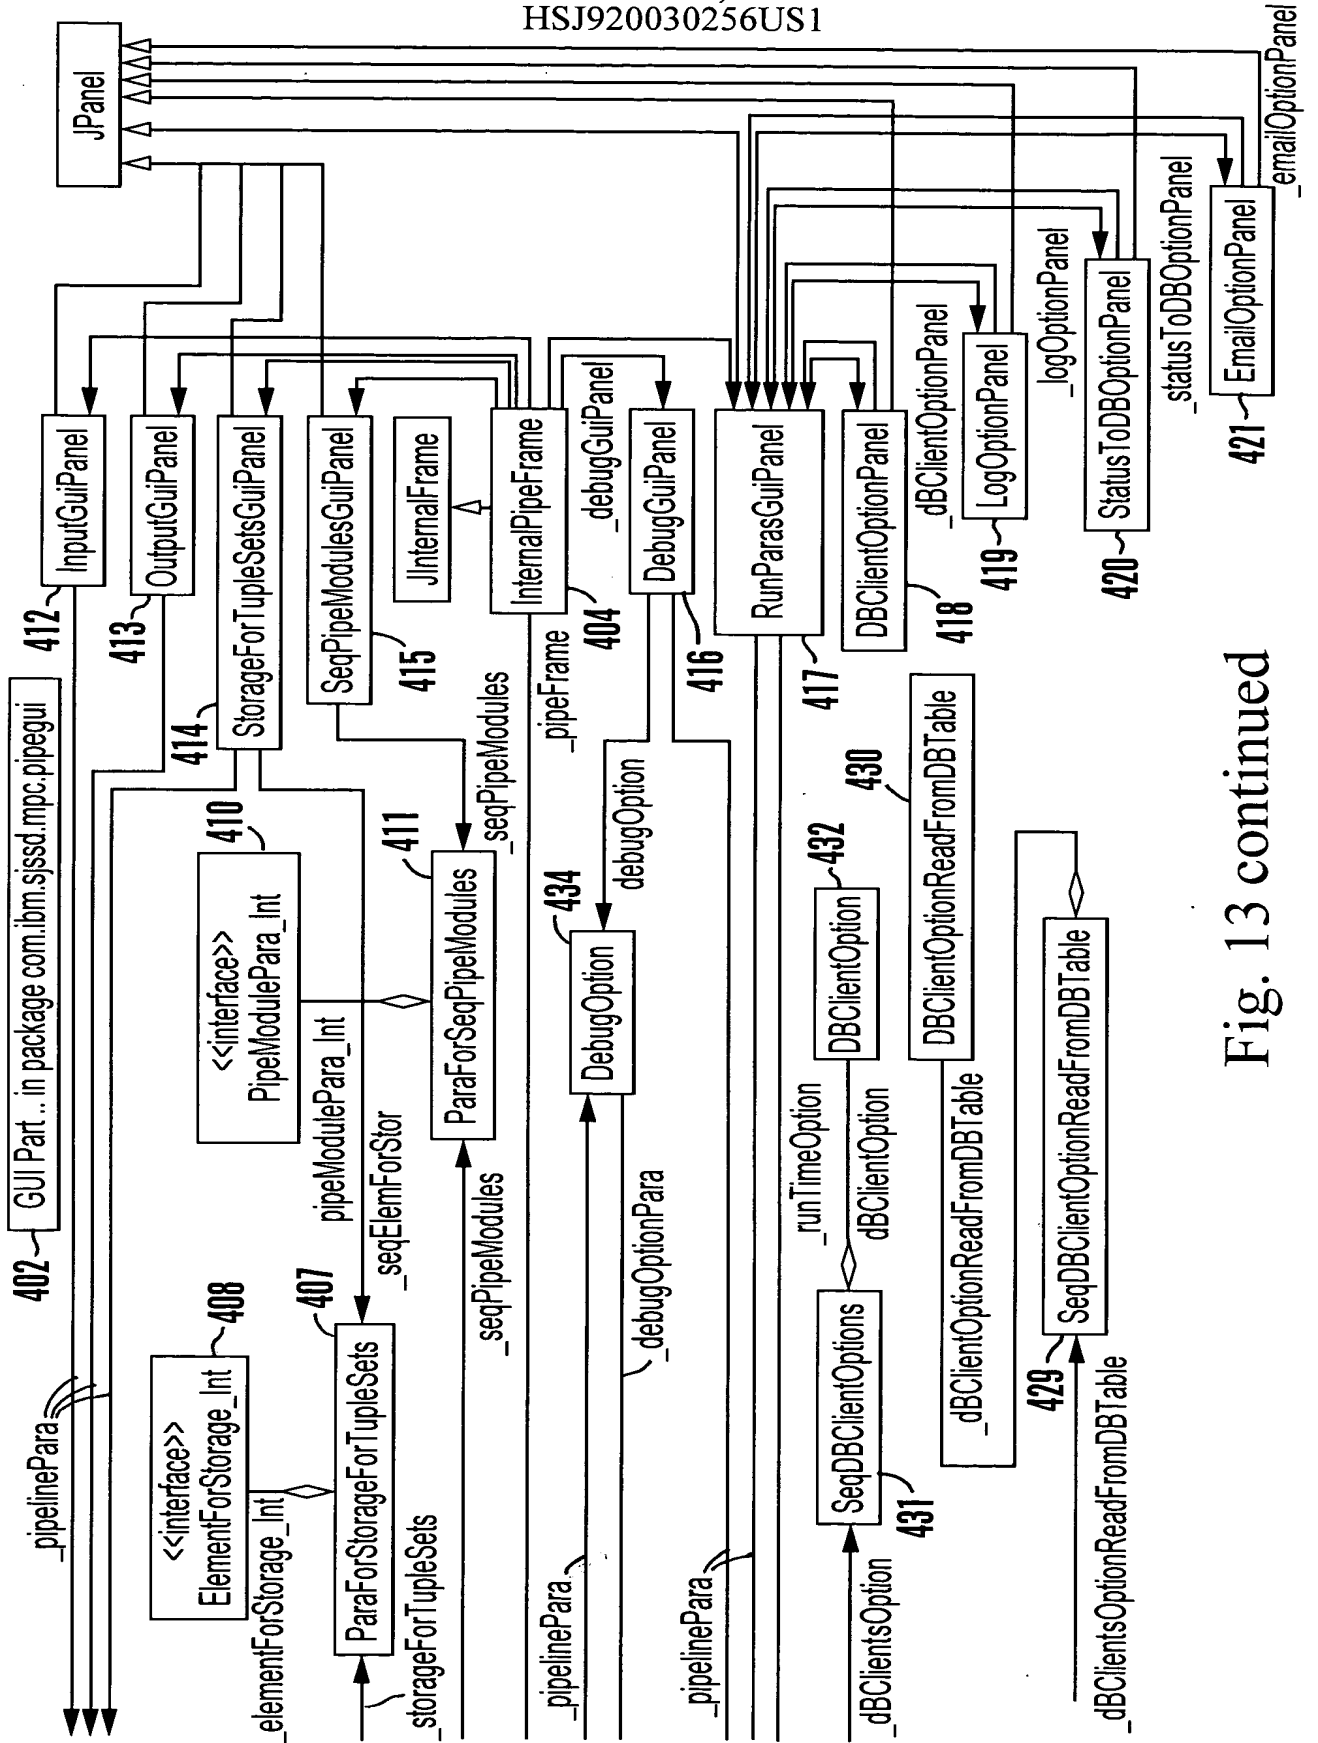 HSJ920030256US1
402
GUI Part .. in package com.ibm.sjssd.mpc.pipegui
_pipelinePara
412
InputGuiPanel
413
OutputGuiPanel
414
StorageForTupleSetsGuiPanel
415
SeqPipeModulesGuiPanel
JPanel
JInternalFrame
InternalPipeFrame
404
_pipeFrame
_debugGuiPanel
DebugGuiPanel
416
RunParasGuiPanel
417
DBClientOptionPanel
418
_dBClientOptionPanel
LogOptionPanel
419
_logOptionPanel
StatusToDBOptionPanel
420
_statusToDBOptionPanel
EmailOptionPanel
421
_emailOptionPanel
<<interface>>
ElementForStorage_Int
408
_elementForStorage_Int
407
ParaForStorageForTupleSets
_storageForTupleSets
_seqElemForStor
<<interface>>
PipeModulePara_Int
410
pipeModulePara_Int
411
ParaForSeqPipeModules
_seqPipeModules
_seqPipeModules
434
DebugOption
debugOption
_pipelinePara
_debugOptionPara
_pipelinePara
432
DBClientOption
_runTimeOption
dBClientOption
SeqDBClientOptions
431
_dBClientsOption
430
DBClientOptionReadFromDBTable
_dBClientOptionReadFromDBTable
SeqDBClientOptionReadFromDBTable
429
_dBClientsOptionReadFromDBTable
Fig. 13 continued